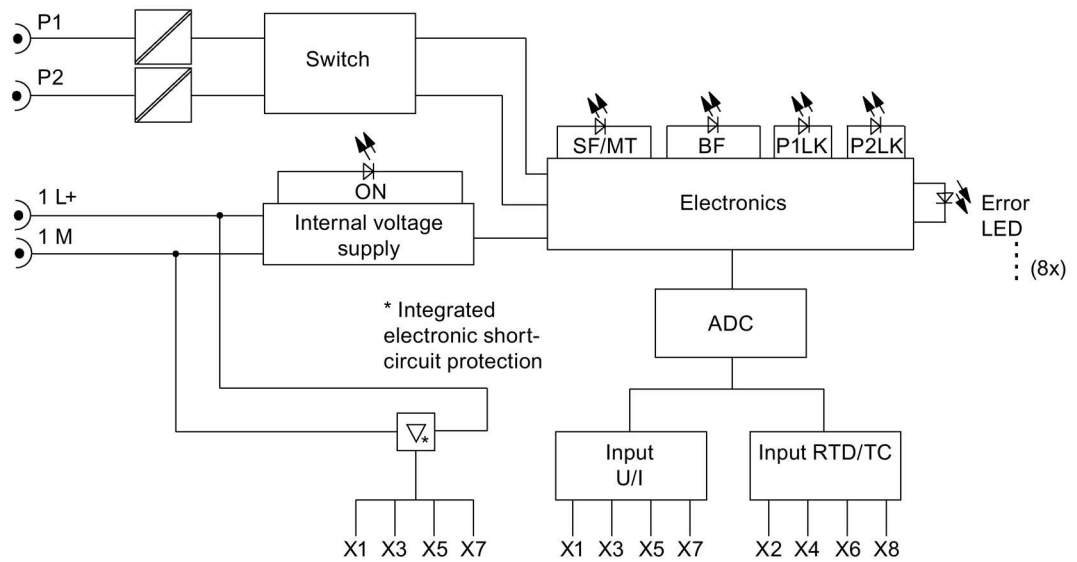 P1
Switch
P2
SF/MT
BF
P1LK
P2LK
ON
1 L+
Internal voltage
supply
1 M
Electronics
Error
LED
(8x)
* Integrated
electronic short-
circuit protection
ADC
*
Input
U/I
Input RTD/TC
X1 X3 X5 X7
X1 X3 X5 X7
X2 X4 X6 X8